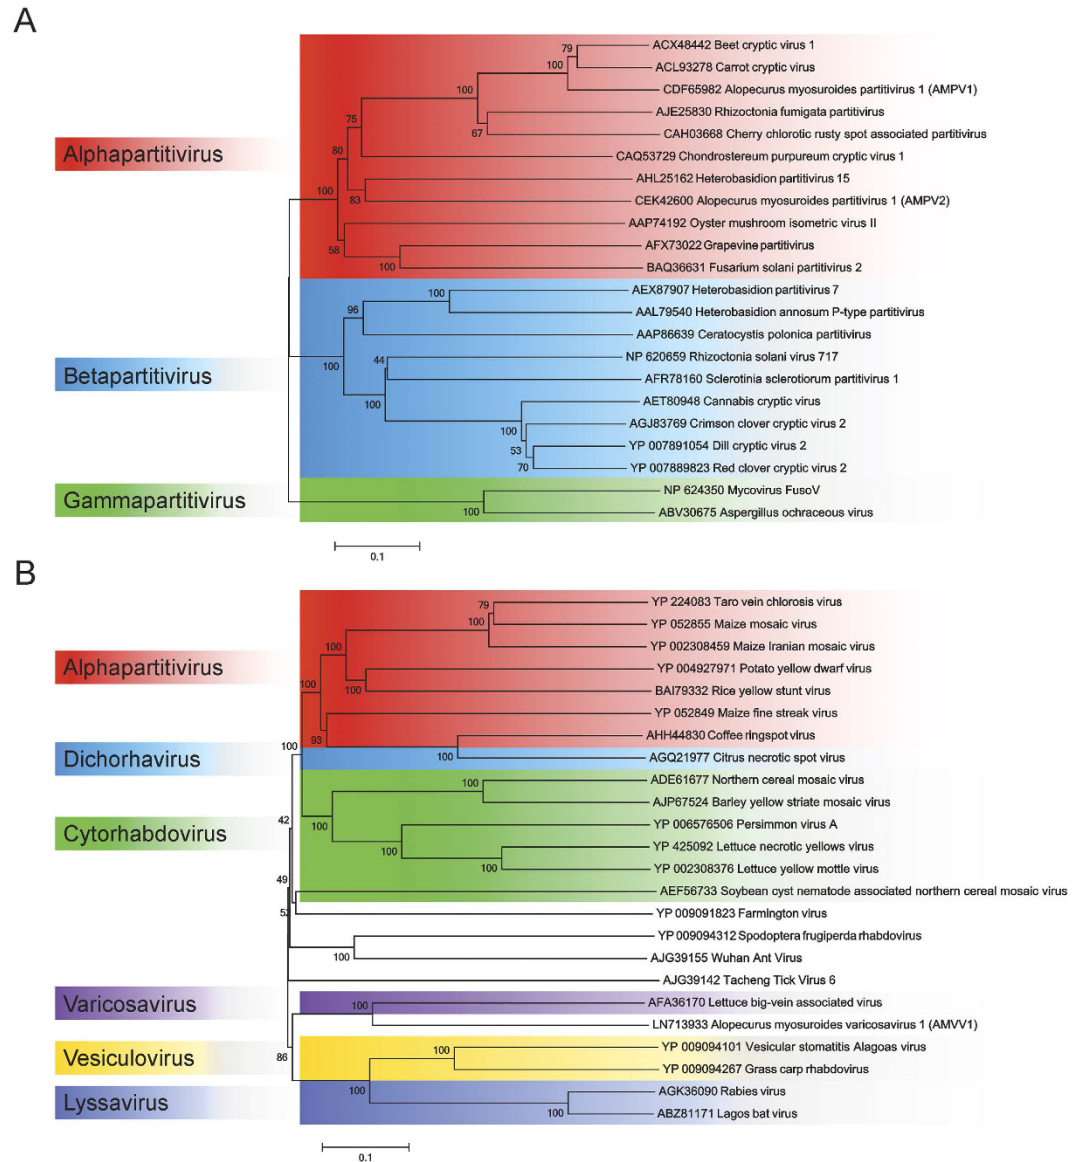 A
79
ACX48442 Beet cryptic virus 1
ACL93278 Carrot cryptic virus
100
CDF65982 Alopecurus myosuroides partitivirus 1 (AMPV1)
100
AJE25830 Rhizoctonia fumigata partitivirus
75
67
CAH03668 Cherry chlorotic rusty spot associated partitivirus
Alphapartitivirus
80
CAQ53729 Chondrostereum purpureum cryptic virus 1
AHL25162 Heterobasidion partitivirus 15
100
83
CEK42600 Alopecurus myosuroides partitivirus 1 (AMPV2)
AAP74192 Oyster mushroom isometric virus II
58
AFX73022 Grapevine partitivirus
100
BAQ36631 Fusarium solani partitivirus 2
100
AEX87907 Heterobasidion partitivirus 7
96
AAL79540 Heterobasidion annosum P-type partitivirus
AAP86639 Ceratocystis polonica partitivirus
100
44
NP 620659 Rhizoctonia solani virus 717
Betapartitivirus
AFR78160 Sclerotinia sclerotiorum partitivirus 1
100
AET80948 Cannabis cryptic virus
100
AGJ83769 Crimson clover cryptic virus 2
53
YP 007891054 Dill cryptic virus 2
70
YP 007889823 Red clover cryptic virus 2
Gammapartitivirus
NP 624350 Mycovirus FusoV
100
ABV30675 Aspergillus ochraceous virus
0.1
B
79
YP 224083 Taro vein chlorosis virus
100
YP 052855 Maize mosaic virus
100
YP 002308459 Maize Iranian mosaic virus
Alphapartitivirus
YP 004927971 Potato yellow dwarf virus
100
100
BAI79332 Rice yellow stunt virus
YP 052849 Maize fine streak virus
93
AHH44830 Coffee ringspot virus
100
Dichorhavirus
100
AGQ21977 Citrus necrotic spot virus
100
ADE61677 Northern cereal mosaic virus
AJP67524 Barley yellow striate mosaic virus
42
Cytorhabdovirus
100
YP 006576506 Persimmon virus A
100
YP 425092 Lettuce necrotic yellows virus
100
YP 002308376 Lettuce yellow mottle virus
49
AEF56733 Soybean cyst nematode associated northern cereal mosaic virus
YP 009091823 Farmington virus
YP 009094312 Spodoptera frugiperda rhabdovirus
100
AJG39155 Wuhan Ant Virus
AJG39142 Tacheng Tick Virus 6
Varicosavirus
100
AFA36170 Lettuce big-vein associated virus
LN713933 Alopecurus myosuroides varicosavirus 1 (AMVV1)
86
Vesiculovirus
100
YP 009094101 Vesicular stomatitis Alagoas virus
YP 009094267 Grass carp rhabdovirus
100
Lyssavirus
AGK36090 Rabies virus
100
ABZ81171 Lagos bat virus
0.1